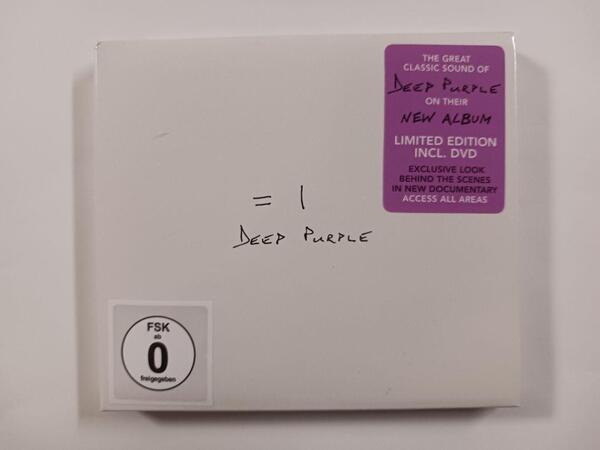 THE GREAT
CLASSIC SOUND OF
DEEP PURPLE
ON THEIR
NEW ALBUM
LIMITED EDITION
INCL. DVD
EXCLUSIVE LOOK
BEHIND THE SCENES
IN NEW DOCUMENTARY
ACCESS ALL AREAS
= 1
DEEP PURPLE
FSK
ab
0
freigegeben